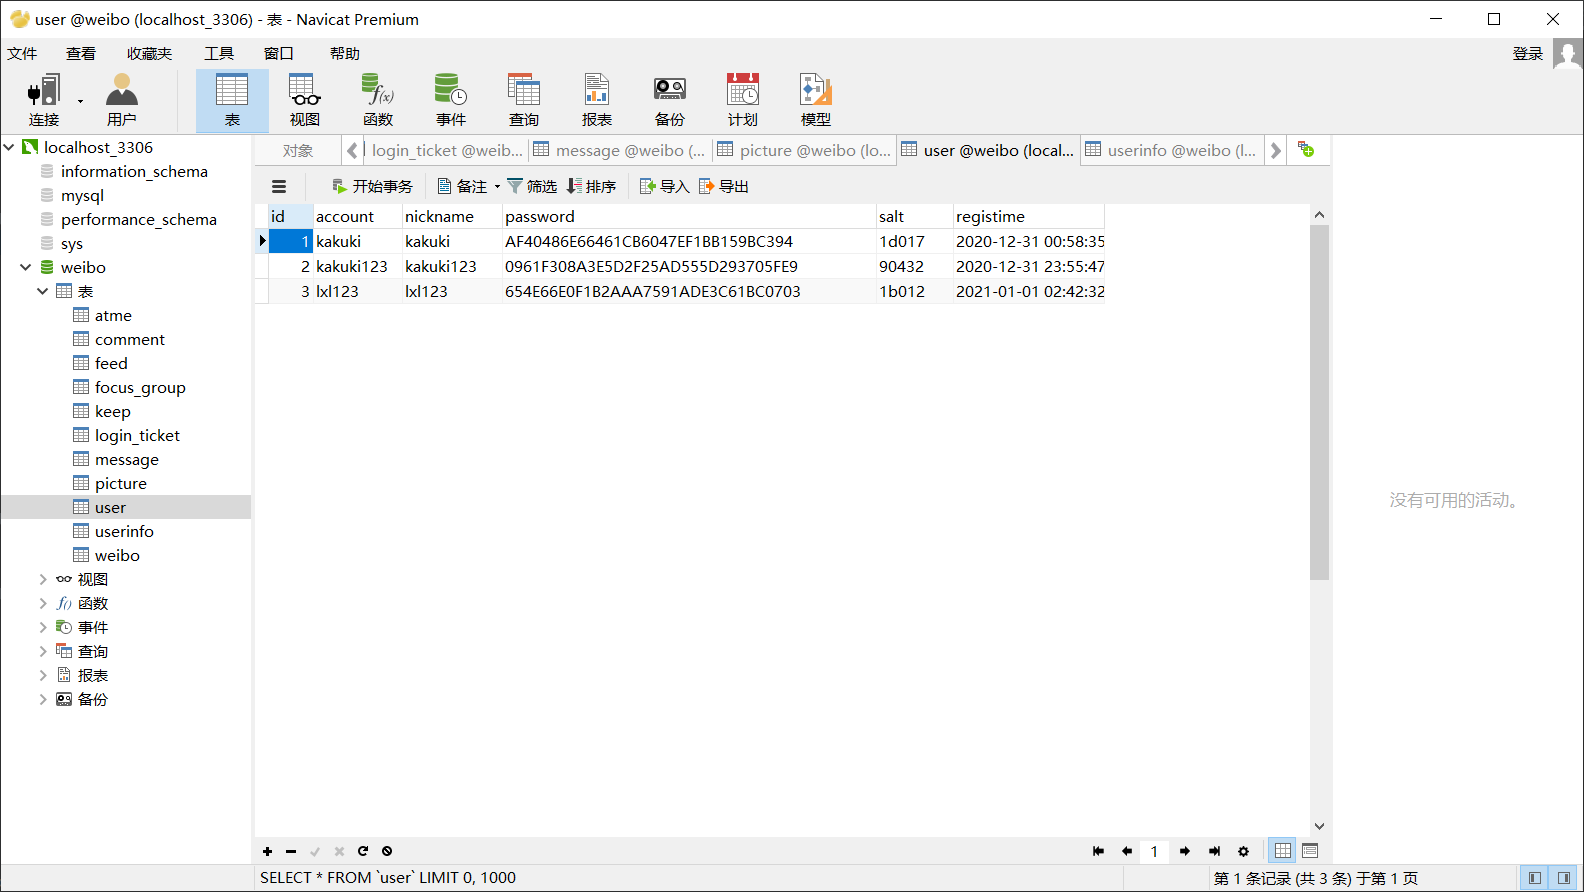 user @weibo (localhost_3306) - 表 - Navicat Premium
文件 查看 收藏夹 工具 窗口 帮助 登录
连接 用户 表 视图 函数 事件 查询 报表 备份 计划 模型
localhost_3306
information_schema
mysql
performance_schema
sys
weibo
表
atme
comment
feed
focus_group
keep
login_ticket
message
picture
user
userinfo
weibo
视图
函数
事件
查询
报表
备份
对象 login_ticket @weib... message @weibo (... picture @weibo (lo... user @weibo (local... userinfo @weibo (l...
开始事务 备注 筛选 排序 导入 导出
id account nickname password salt registime
1 kakuki kakuki AF40486E66461CB6047EF1BB159BC394 1d017 2020-12-31 00:58:35
2 kakuki123 kakuki123 0961F308A3E5D2F25AD555D293705FE9 90432 2020-12-31 23:55:47
3 lxl123 lxl123 654E66E0F1B2AAA7591ADE3C61BC0703 1b012 2021-01-01 02:42:32
没有可用的活动。
1
SELECT * FROM `user` LIMIT 0, 1000
第 1 条记录 (共 3 条) 于第 1 页